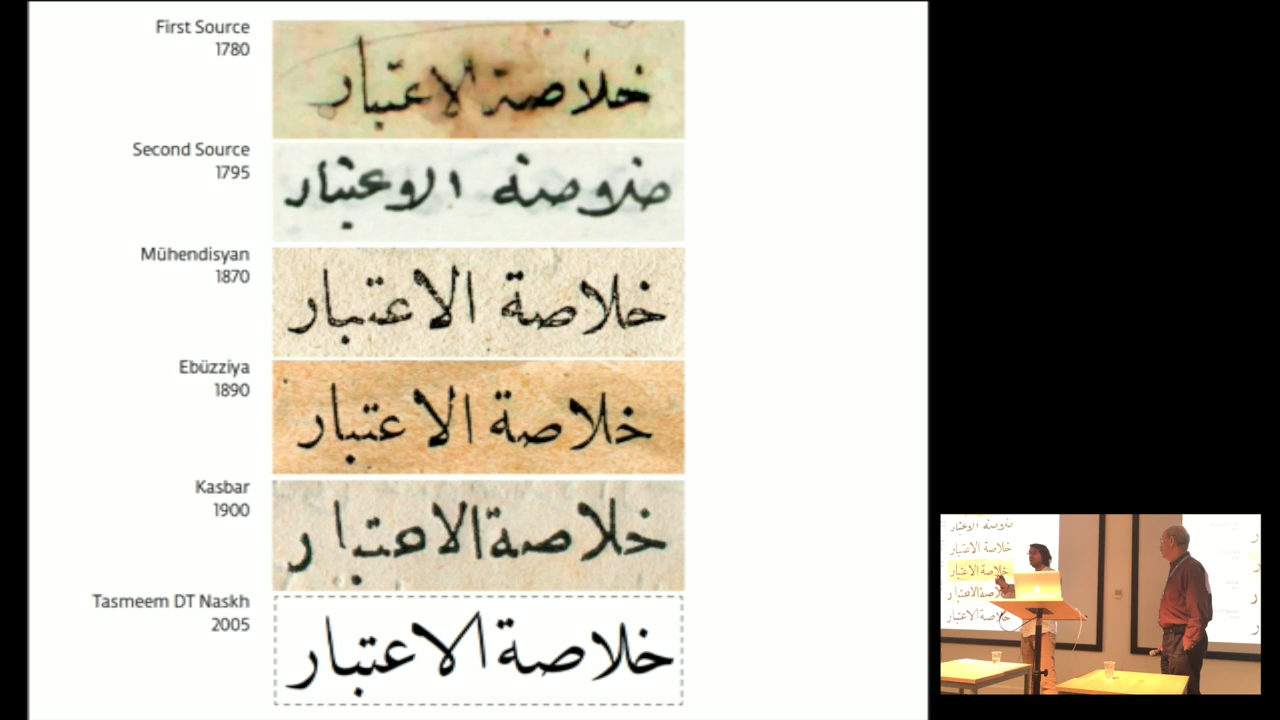 First Source
1780
خلاصة الاعتبار
Second Source
1795
Mühendisyan
1870
خلاصة الاعتبار
Ebüzziya
1890
خلاصة الاعتبار
Kasbar
1900
خلاصة الاعتبار
Tasmeem DT Naskh
2005
خلاصة الاعتبار